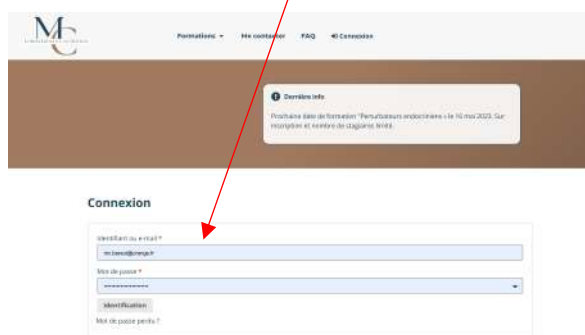 MC
Formations
Me contacter
FAQ
Connexion
Dernière info
Prochaine date de formation "Perturbateurs endocriniens » le 16 mai 2023. Sur
inscription et nombre de stagiaires limité.
Connexion
Identifiant ou e-mail *
Mot de passe *
Identification
Mot de passe perdu ?